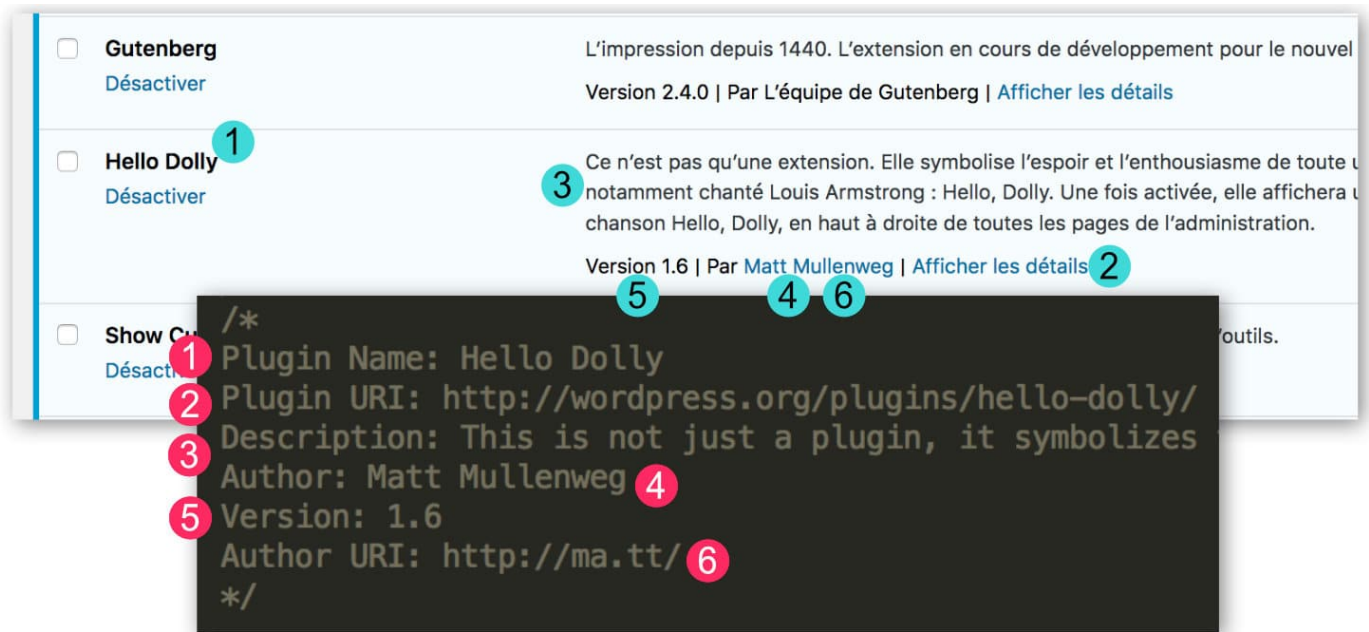 Gutenberg
L'impression depuis 1440. L'extension en cours de développement pour le nouvel
Désactiver
Version 2.4.0 | Par L'équipe de Gutenberg | Afficher les détails
1
Hello Dolly
Ce n'est pas qu'une extension. Elle symbolise l'espoir et l'enthousiasme de toute
Désactiver
3
notamment chanté Louis Armstrong : Hello, Dolly. Une fois activée, elle affichera
chanson Hello, Dolly, en haut à droite de toutes les pages de l'administration.
Version 1.6 | Par Matt Mullenweg | Afficher les détails 2
5 4 6
Show
'outils.
/*
1 Plugin Name: Hello Dolly
2 Plugin URI: http://wordpress.org/plugins/hello-dolly/
3 Description: This is not just a plugin, it symbolizes
Author: Matt Mullenweg 4
5 Version: 1.6
Author URI: http://ma.tt/ 6
*/